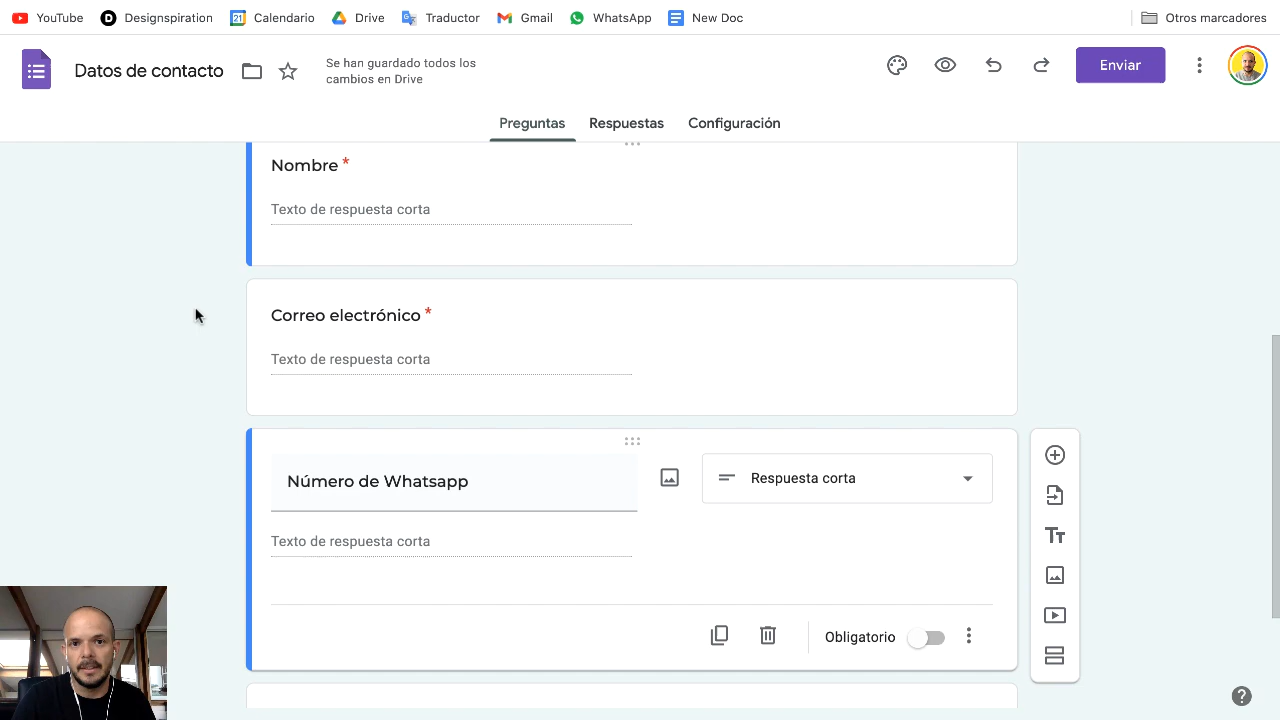 YouTube
Designspiration
Calendario
Drive
Traductor
Gmail
WhatsApp
New Doc
Otros marcadores
Datos de contacto
Se han guardado todos los
cambios en Drive
Enviar
Preguntas
Respuestas
Configuración
Nombre *
Texto de respuesta corta
Correo electrónico *
Texto de respuesta corta
Número de Whatsapp
Respuesta corta
Texto de respuesta corta
Obligatorio